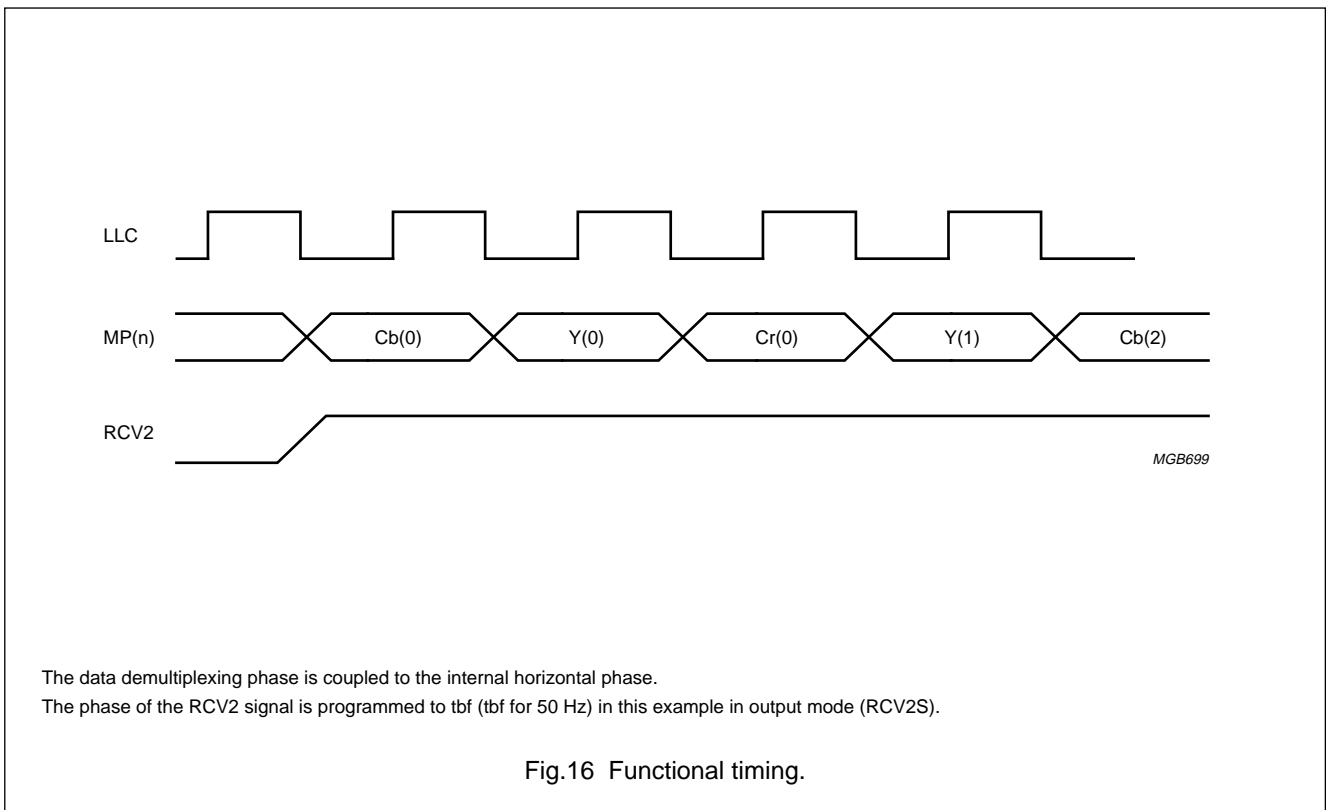 LLC
MP(n)
Cb(0) Y(0) Cr(0) Y(1) Cb(2)
RCV2
MGB699
The data demultiplexing phase is coupled to the internal horizontal phase.
The phase of the RCV2 signal is programmed to tbf (tbf for 50 Hz) in this example in output mode (RCV2S).
Fig.16 Functional timing.